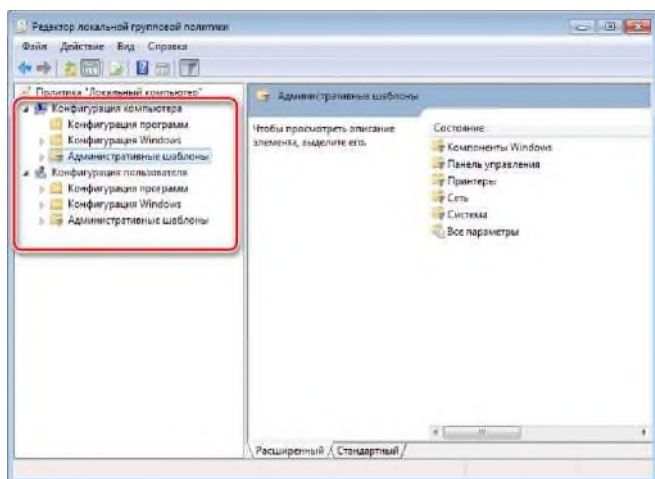 Редактор локальной групповой политики
Файл Действие Вид Справка
Политика "Локальный компьютер"
Конфигурация компьютера
Конфигурация программ
Конфигурация Windows
Административные шаблоны
Конфигурация пользователя
Конфигурация программ
Конфигурация Windows
Административные шаблоны
Административные шаблоны
Чтобы просмотреть описание
элемента, выделите его.
Состояние
Компоненты Windows
Панель управления
Принтеры
Сеть
Система
Все параметры
Расширенный Стандартный